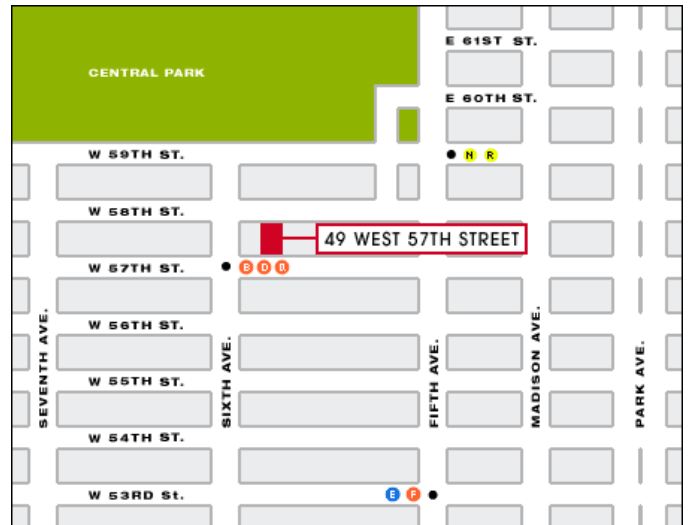 E 61ST ST.
CENTRAL PARK
E 60TH ST.
W 59TH ST.
N R
W 58TH ST.
49 WEST 57TH STREET
W 57TH ST.
B D Q
W 56TH ST.
SEVENTH AVE.
SIXTH AVE.
FIFTH AVE.
MADISON AVE.
PARK AVE.
W 55TH ST.
W 54TH ST.
W 53RD St.
E F